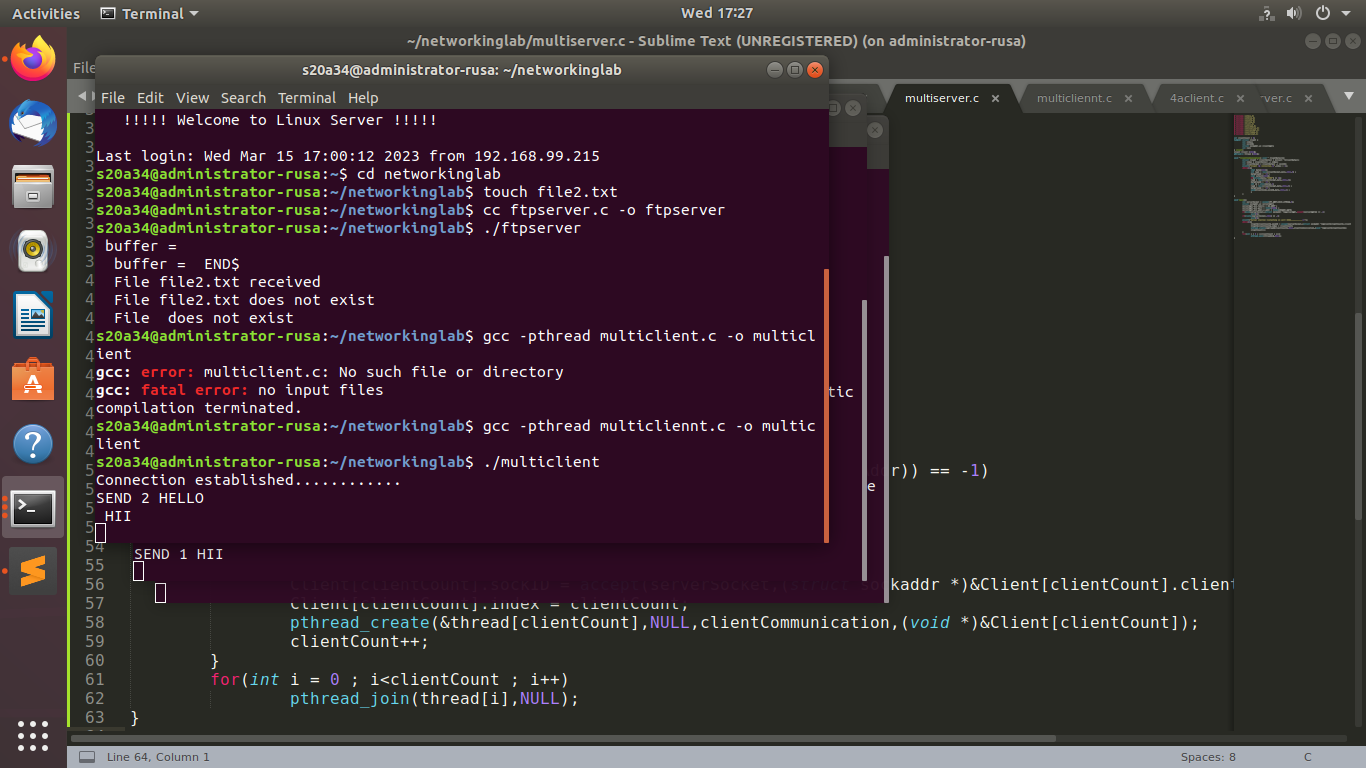 Activities
Terminal
Wed 17:27
~/networkinglab/multiserver.c - Sublime Text (UNREGISTERED) (on administrator-rusa)
File
s20a34@administrator-rusa: ~/networkinglab
File Edit View Search Terminal Help
multiserver.c
multicliennt.c
4aclient.c
ver.c
!!!!! Welcome to Linux Server !!!!!
Last login: Wed Mar 15 17:00:12 2023 from 192.168.99.215
s20a34@administrator-rusa:~$ cd networkinglab
s20a34@administrator-rusa:~/networkinglab$ touch file2.txt
s20a34@administrator-rusa:~/networkinglab$ cc ftpserver.c -o ftpserver
s20a34@administrator-rusa:~/networkinglab$ ./ftpserver
buffer =
buffer =  END$
File file2.txt received
File file2.txt does not exist
File  does not exist
s20a34@administrator-rusa:~/networkinglab$ gcc -pthread multiclient.c -o multicl
ient
gcc: error: multiclient.c: No such file or directory
gcc: fatal error: no input files
compilation terminated.
s20a34@administrator-rusa:~/networkinglab$ gcc -pthread multicliennt.c -o multic
lient
s20a34@administrator-rusa:~/networkinglab$ ./multiclient
Connection established............
SEND 2 HELLO
HII
tic
r)) == -1)
e
54
SEND 1 HII
55
56 Client[clientCount].sockID = accept(serverSocket,(struct sockaddr *)&Client[clientCount].client
57 Client[clientCount].index = clientCount;
58 pthread_create(&thread[clientCount],NULL,clientCommunication,(void *)&Client[clientCount]);
59 clientCount++;
60 }
61 for(int i = 0 ; i<clientCount ; i++)
62 pthread_join(thread[i],NULL);
63 }
Line 64, Column 1
Spaces: 8
C